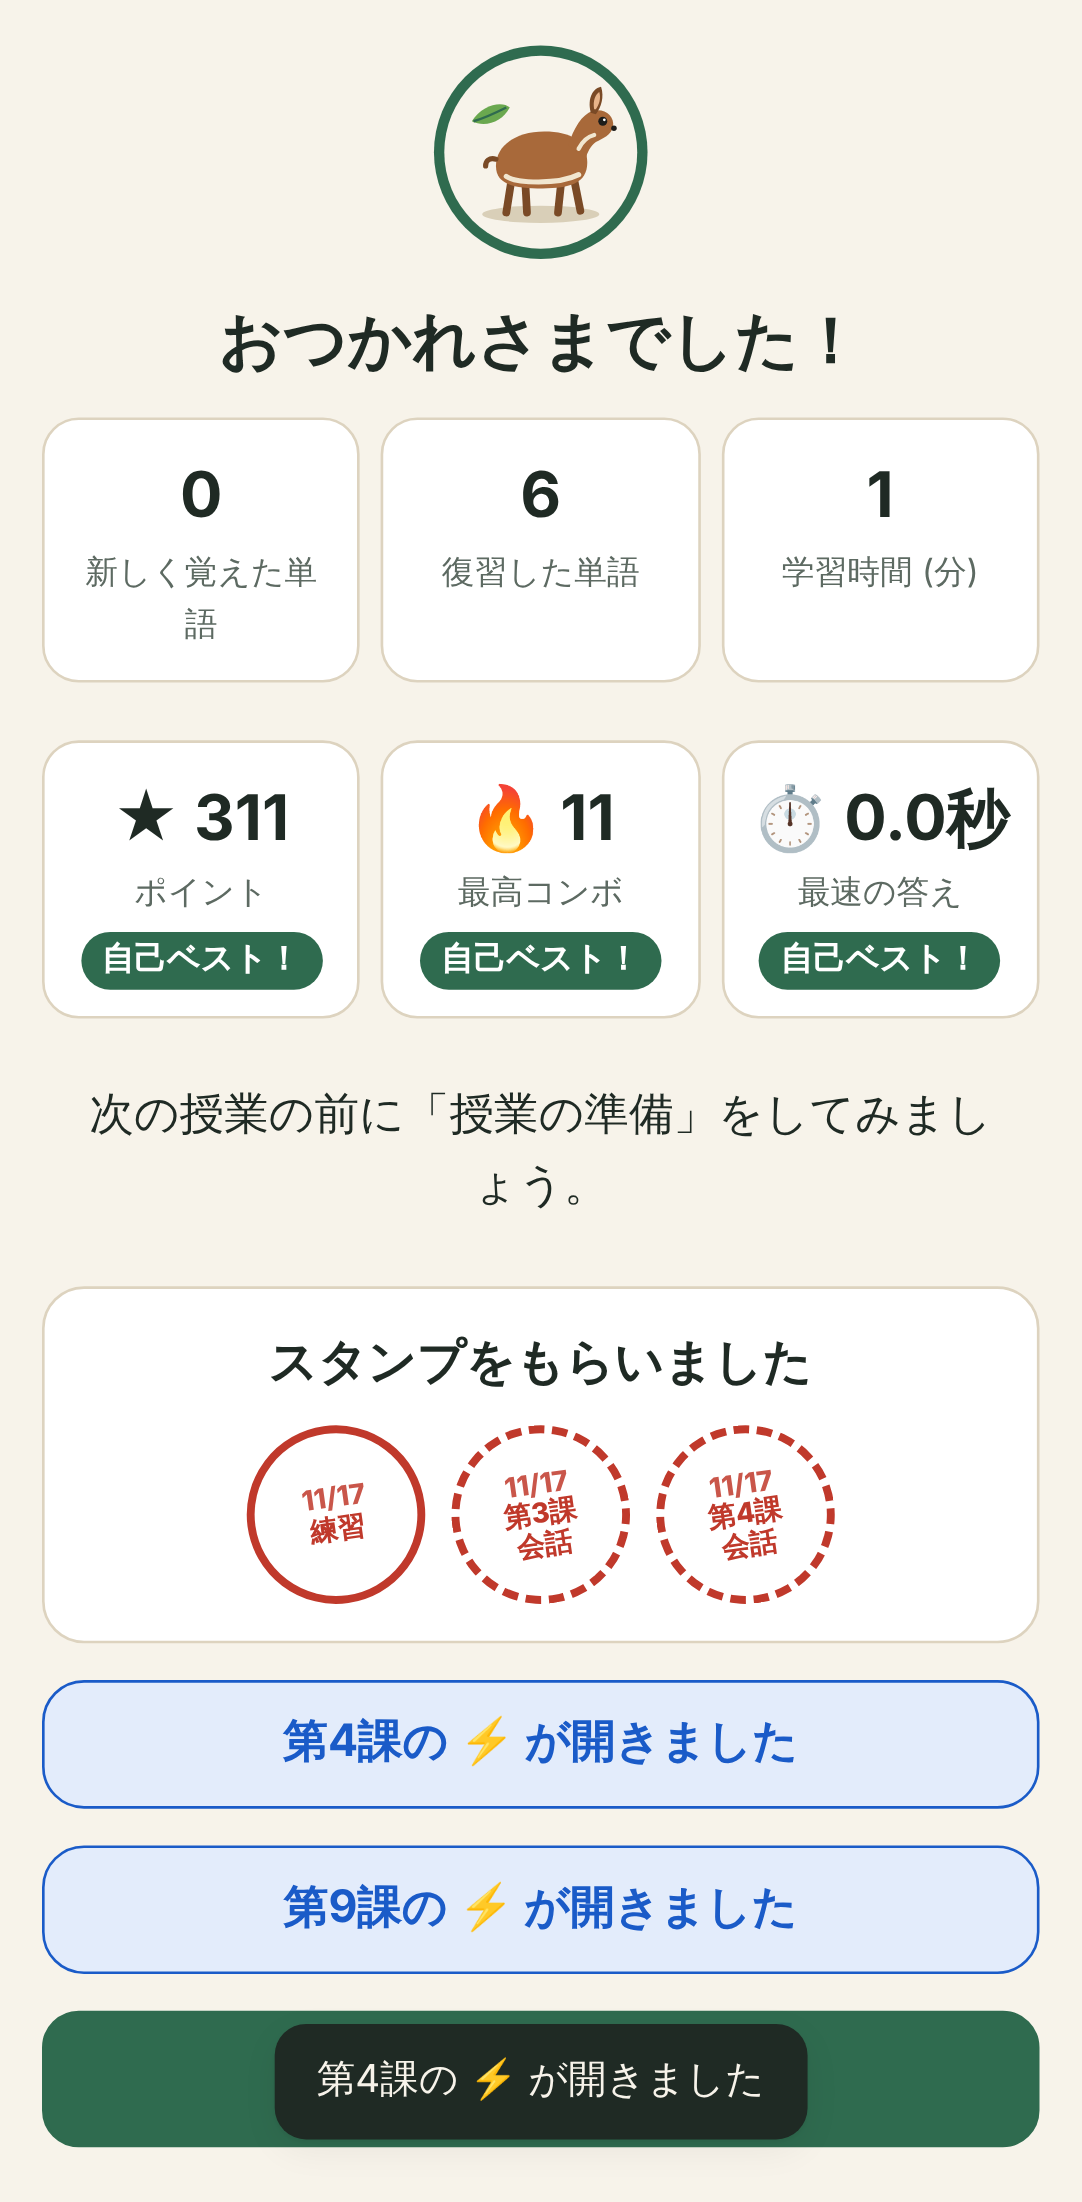 おつかれさまでした！
0
新しく覚えた単
語
6
復習した単語
1
学習時間 (分)
★ 311
ポイント
自己ベスト！
🔥 11
最高コンボ
自己ベスト！
⏱️ 0.0秒
最速の答え
自己ベスト！
次の授業の前に「授業の準備」をしてみまし
ょう。
スタンプをもらいました
11/17
練習
11/17
第3課
会話
11/17
第4課
会話
第4課の ⚡ が開きました
第9課の ⚡ が開きました
第4課の ⚡ が開きました